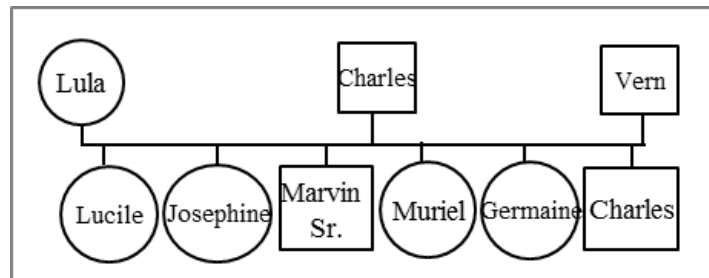 Lula
Charles
Vern
Lucile
Josephine
Marvin
Sr.
Muriel
Germaine
Charles